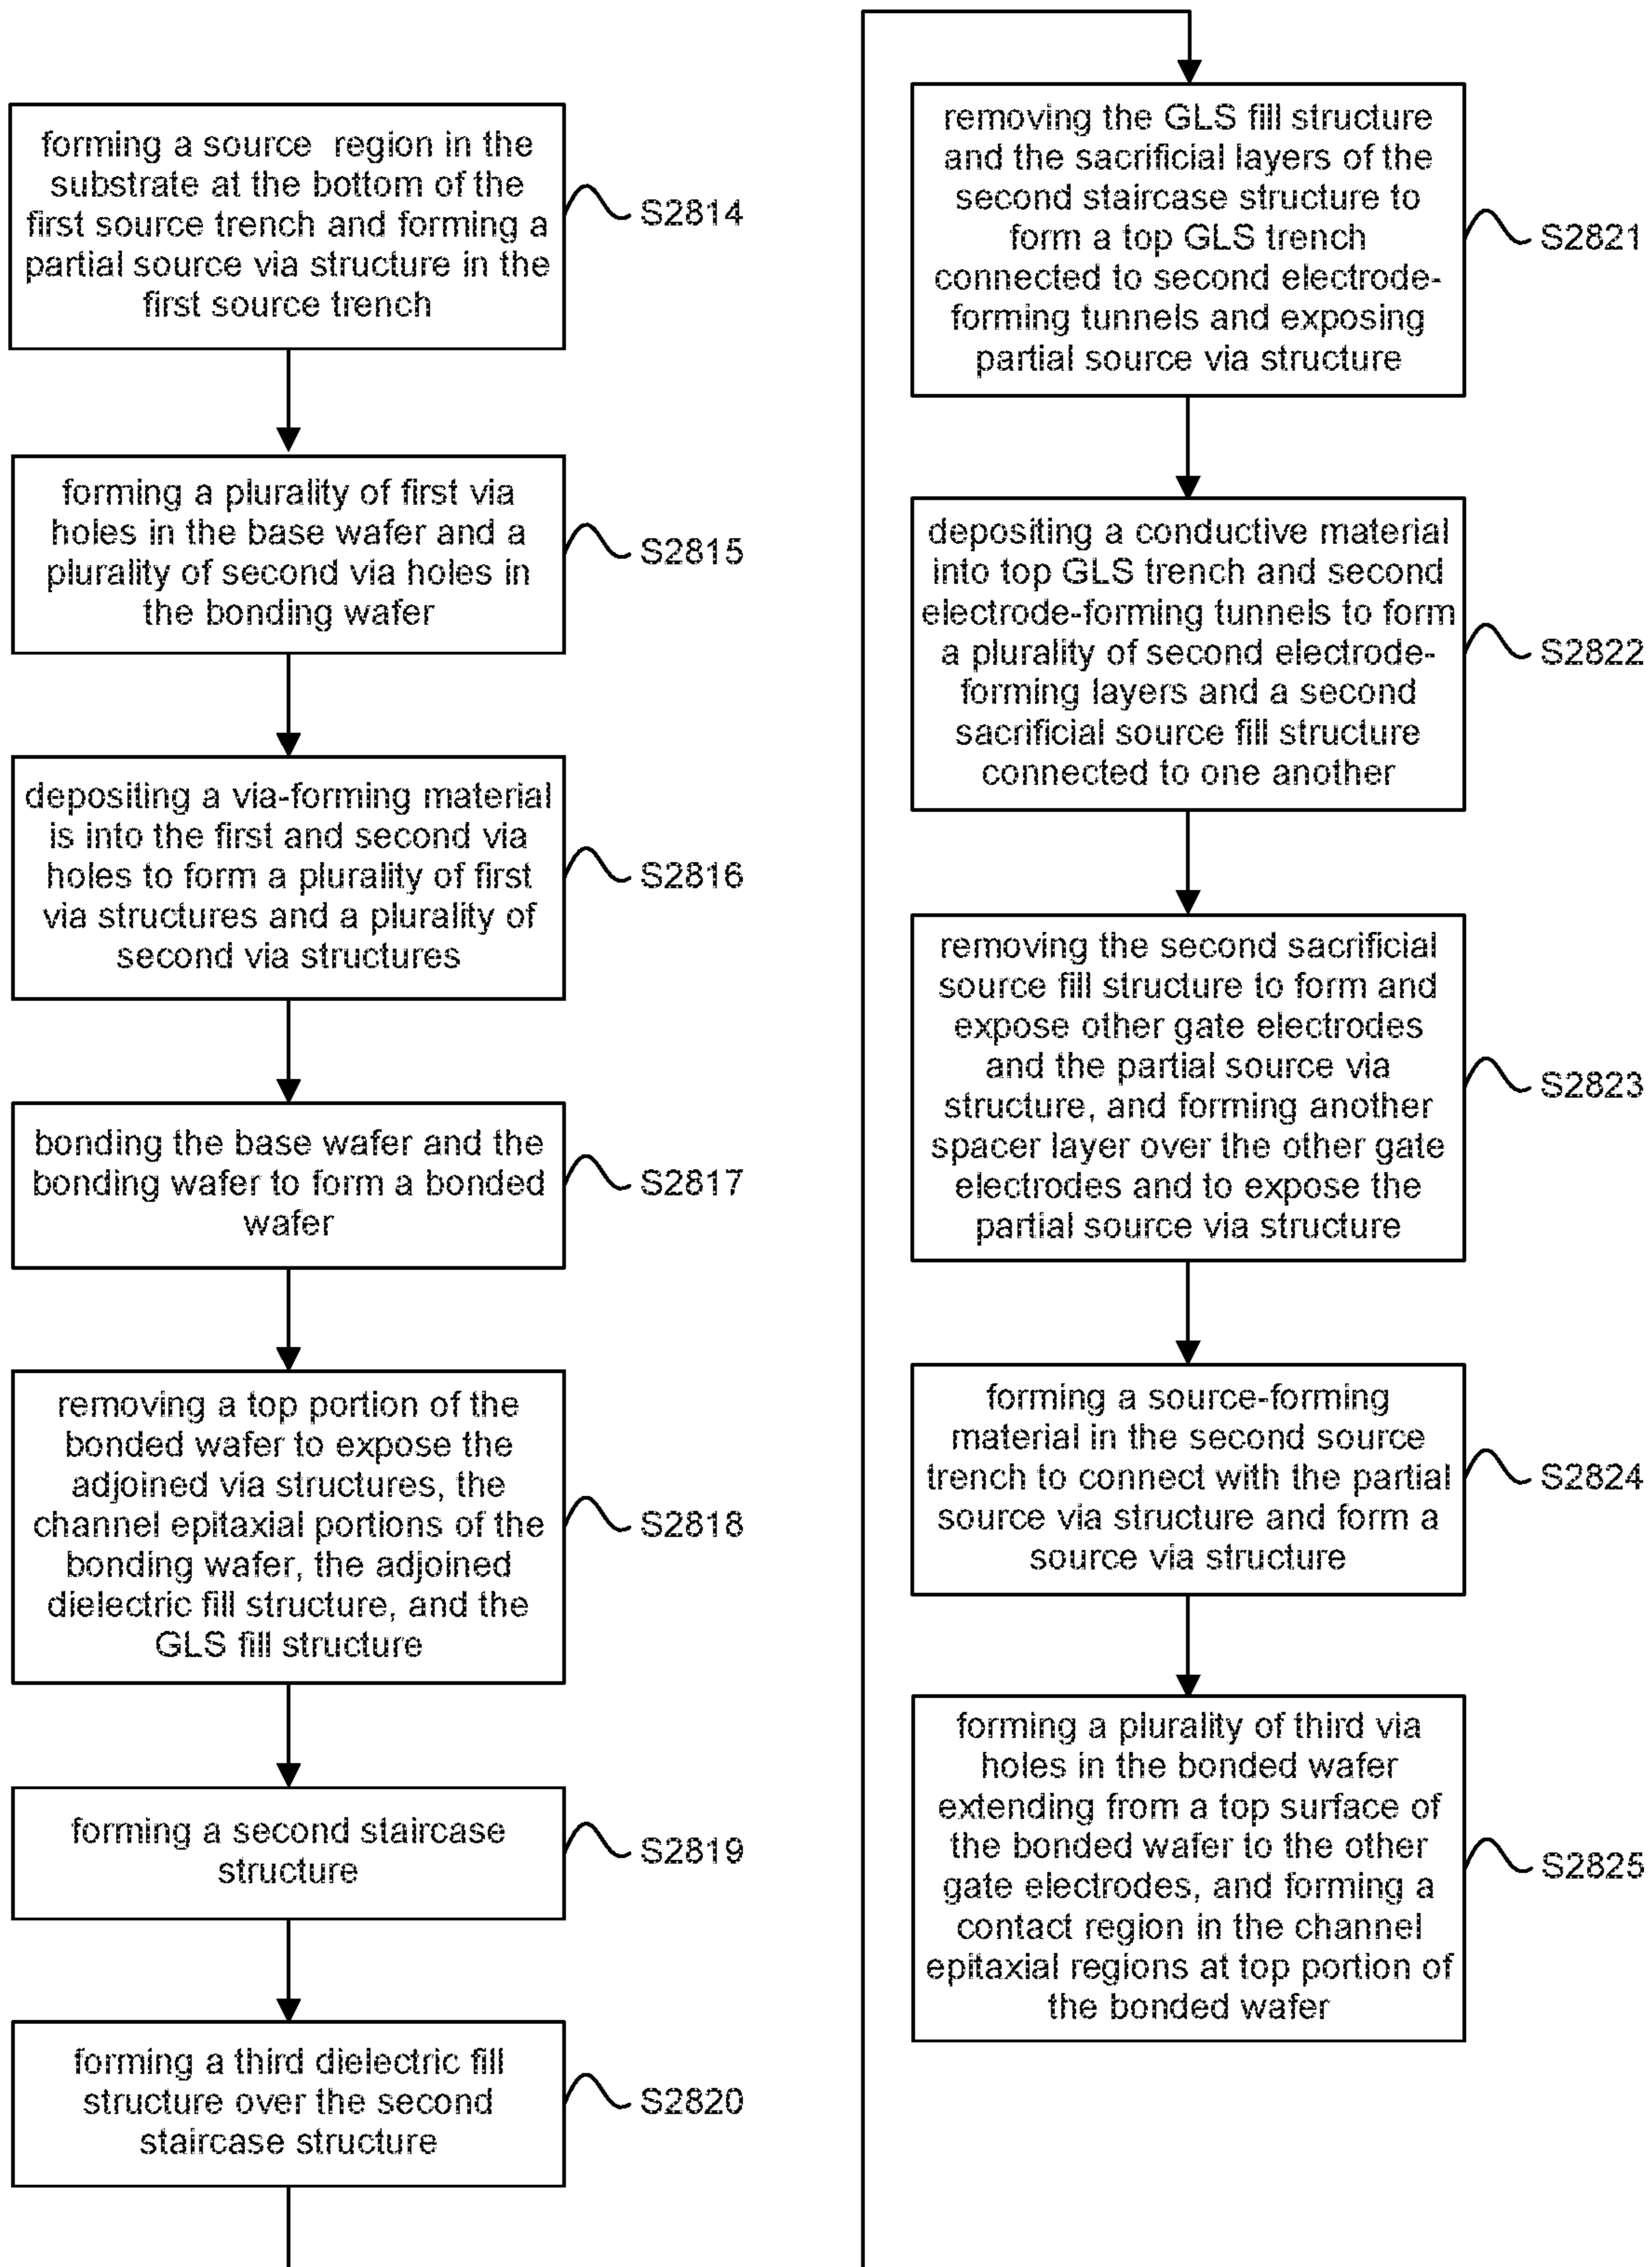 forming a source region in the
substrate at the bottom of the
first source trench and forming a
partial source via structure in the
first source trench
S2814
forming a plurality of first via
holes in the base wafer and a
plurality of second via holes in
the bonding wafer
S2815
depositing a via-forming material
is into the first and second via
holes to form a plurality of first
via structures and a plurality of
second via structures
S2816
bonding the base wafer and the
bonding wafer to form a bonded
wafer
S2817
removing a top portion of the
bonded wafer to expose the
adjoined via structures, the
channel epitaxial portions of the
bonding wafer, the adjoined
dielectric fill structure, and the
GLS fill structure
S2818
forming a second staircase
structure
S2819
forming a third dielectric fill
structure over the second
staircase structure
S2820
removing the GLS fill structure
and the sacrificial layers of the
second staircase structure to
form a top GLS trench
connected to second electrode-
forming tunnels and exposing
partial source via structure
S2821
depositing a conductive material
into top GLS trench and second
electrode-forming tunnels to form
a plurality of second electrode-
forming layers and a second
sacrificial source fill structure
connected to one another
S2822
removing the second sacrificial
source fill structure to form and
expose other gate electrodes
and the partial source via
structure, and forming another
spacer layer over the other gate
electrodes and to expose the
partial source via structure
S2823
forming a source-forming
material in the second source
trench to connect with the partial
source via structure and form a
source via structure
S2824
forming a plurality of third via
holes in the bonded wafer
extending from a top surface of
the bonded wafer to the other
gate electrodes, and forming a
contact region in the channel
epitaxial regions at top portion of
the bonded wafer
S2825